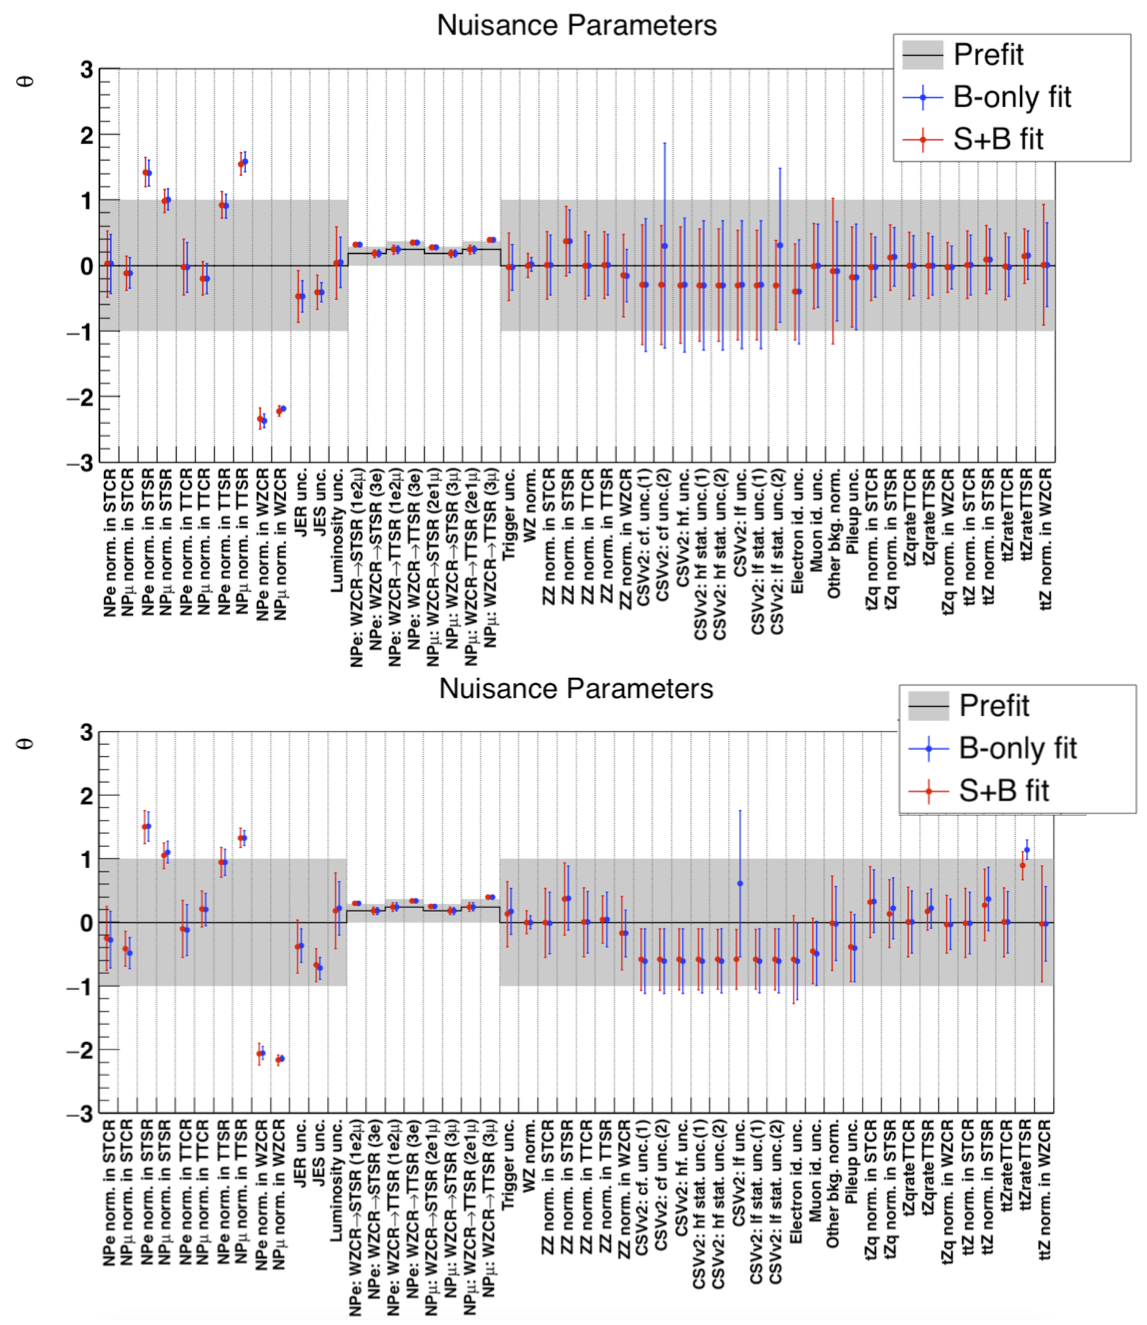 Nuisance Parameters
Prefit
B-only fit
S+B fit
θ
3
2
1
0
−1
−2
−3
NPe norm. in STCR
NPμ norm. in STCR
NPe norm. in STSR
NPμ norm. in STSR
NPe norm. in TTCR
NPμ norm. in TTCR
NPe norm. in TTSR
NPμ norm. in TTSR
NPe norm. in WZCR
NPμ norm. in WZCR
JER unc.
JES unc.
Luminosity unc.
NPe: WZCR→STSR (1e2μ)
NPe: WZCR→STSR (3e)
NPe: WZCR→TTSR (1e2μ)
NPe: WZCR→TTSR (3e)
NPμ: WZCR→STSR (2e1μ)
NPμ: WZCR→STSR (3μ)
NPμ: WZCR→TTSR (2e1μ)
NPμ: WZCR→TTSR (3μ)
Trigger unc.
WZ norm.
ZZ norm. in STCR
ZZ norm. in STSR
ZZ norm. in TTCR
ZZ norm. in TTSR
ZZ norm. in WZCR
CSVv2: cf. unc.(1)
CSVv2: cf unc.(2)
CSVv2: hf. unc.
CSVv2: hf stat. unc.(1)
CSVv2: hf stat. unc.(2)
CSVv2: lf unc.
CSVv2: lf stat. unc.(1)
CSVv2: lf stat. unc.(2)
Electron id. unc.
Muon id. unc.
Other bkg. norm.
Pileup unc.
tZq norm. in STCR
tZq norm. in STSR
tZqrateTTCR
tZqrateTTSR
tZq norm. in WZCR
ttZ norm. in STCR
ttZ norm. in STSR
ttZrateTTCR
ttZrateTTSR
ttZ norm. in WZCR
Nuisance Parameters
Prefit
B-only fit
S+B fit
θ
3
2
1
0
−1
−2
−3
NPe norm. in STCR
NPμ norm. in STCR
NPe norm. in STSR
NPμ norm. in STSR
NPe norm. in TTCR
NPμ norm. in TTCR
NPe norm. in TTSR
NPμ norm. in TTSR
NPe norm. in WZCR
NPμ norm. in WZCR
JER unc.
JES unc.
Luminosity unc.
NPe: WZCR→STSR (1e2μ)
NPe: WZCR→STSR (3e)
NPe: WZCR→TTSR (1e2μ)
NPe: WZCR→TTSR (3e)
NPμ: WZCR→STSR (2e1μ)
NPμ: WZCR→STSR (3μ)
NPμ: WZCR→TTSR (2e1μ)
NPμ: WZCR→TTSR (3μ)
Trigger unc.
WZ norm.
ZZ norm. in STCR
ZZ norm. in STSR
ZZ norm. in TTCR
ZZ norm. in TTSR
ZZ norm. in WZCR
CSVv2: cf. unc.(1)
CSVv2: cf unc.(2)
CSVv2: hf. unc.
CSVv2: hf stat. unc.(1)
CSVv2: hf stat. unc.(2)
CSVv2: lf unc.
CSVv2: lf stat. unc.(1)
CSVv2: lf stat. unc.(2)
Electron id. unc.
Muon id. unc.
Other bkg. norm.
Pileup unc.
tZq norm. in STCR
tZq norm. in STSR
tZqrateTTCR
tZqrateTTSR
tZq norm. in WZCR
ttZ norm. in STCR
ttZ norm. in STSR
ttZrateTTCR
ttZrateTTSR
ttZ norm. in WZCR